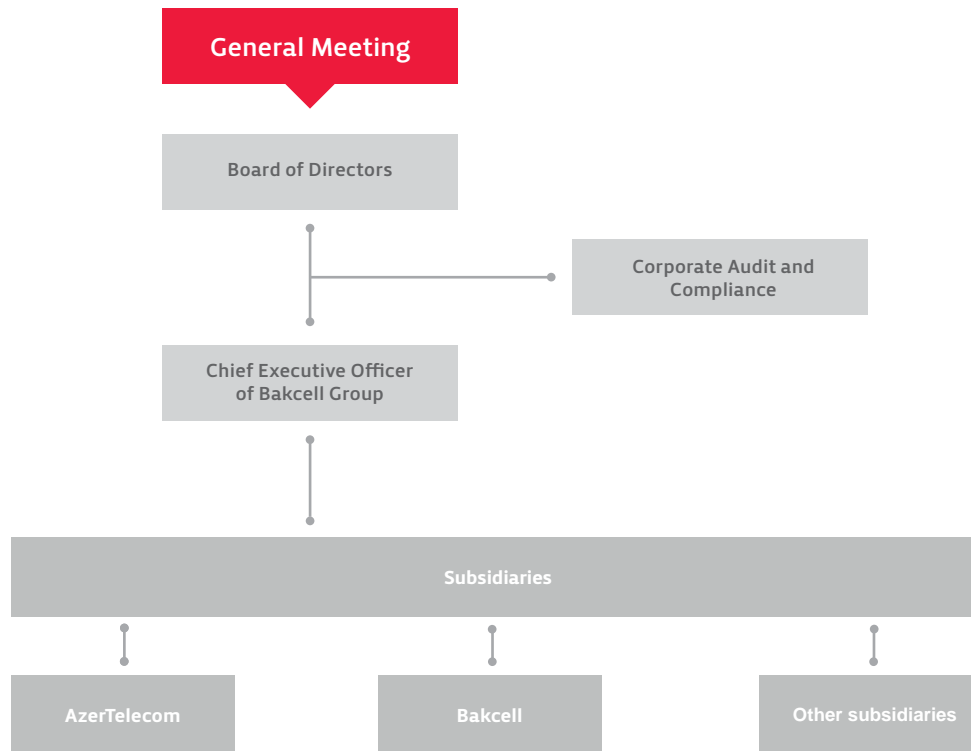 General Meeting
Board of Directors
Corporate Audit and
Compliance
Chief Executive Officer
of Bakcell Group
Subsidiaries
AzerTelecom
Bakcell
Other subsidiaries